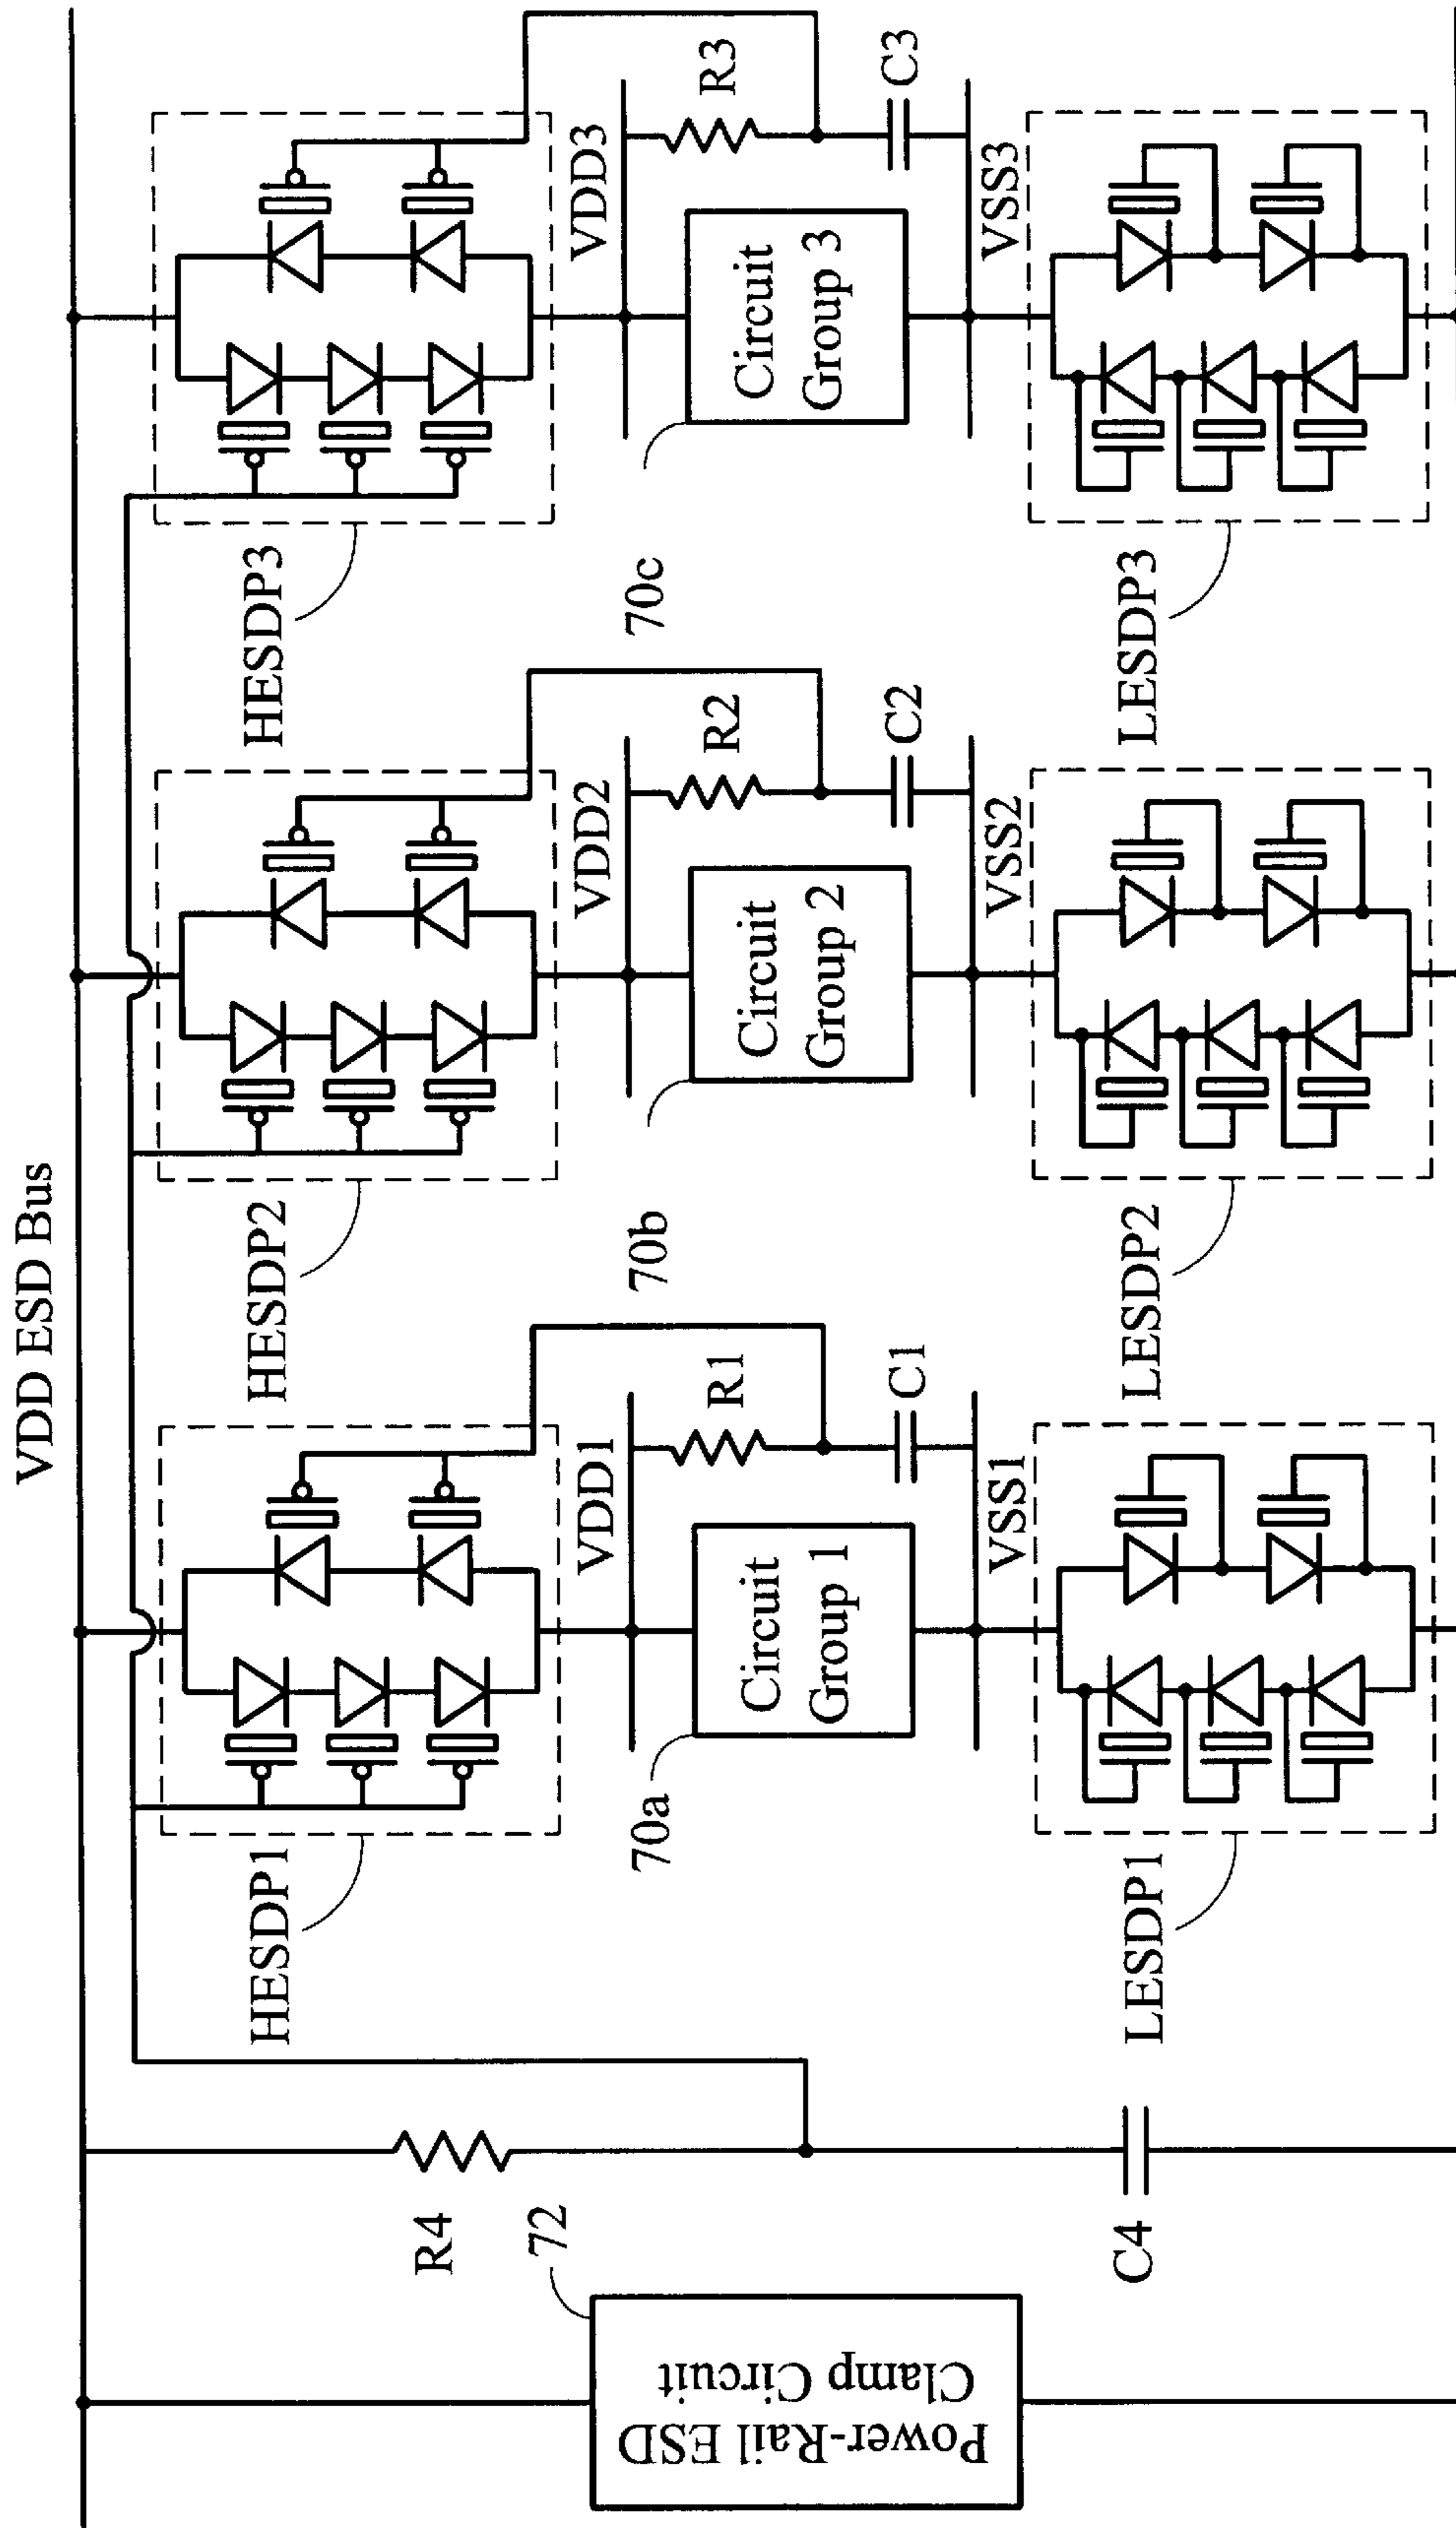 VDD ESD Bus
HESDP1
HESDP2
HESDP3
VDD1
VDD2
VDD3
R1
R2
R3
R4
C1
C2
C3
C4
70a
70b
70c
72
Circuit
Group 1
Circuit
Group 2
Circuit
Group 3
Power-Rail ESD
Clamp Circuit
VSS1
VSS2
VSS3
LESDP1
LESDP2
LESDP3